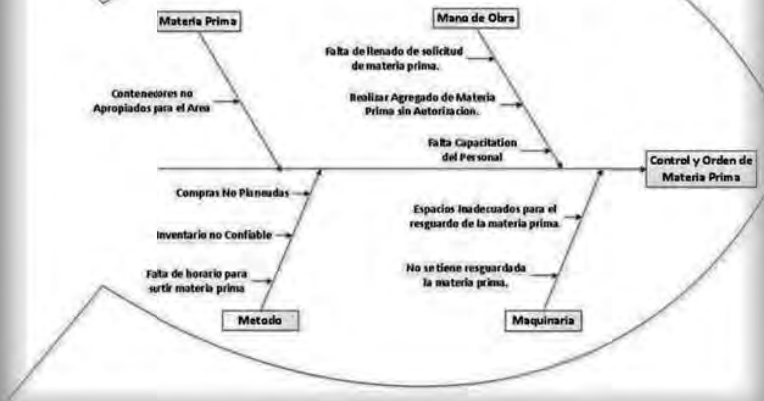 Materia Prima
Mano de Obra
Falta de llenado de solicitud
de materia prima.
Contenedores no
Apropiados para el Area
Realizar Agregado de Materia
Prima sin Autorizacion.
Falta Capacitation
del Personal
Control y Orden de
Materia Prima
Compras No Planeadas
Inventario no Confiable
Falta de horario para
surtir materia prima
Metodo
Espacios Inadecuados para el
resguardo de la materia prima.
No se tiene resguardada
la materia prima.
Maquinaria